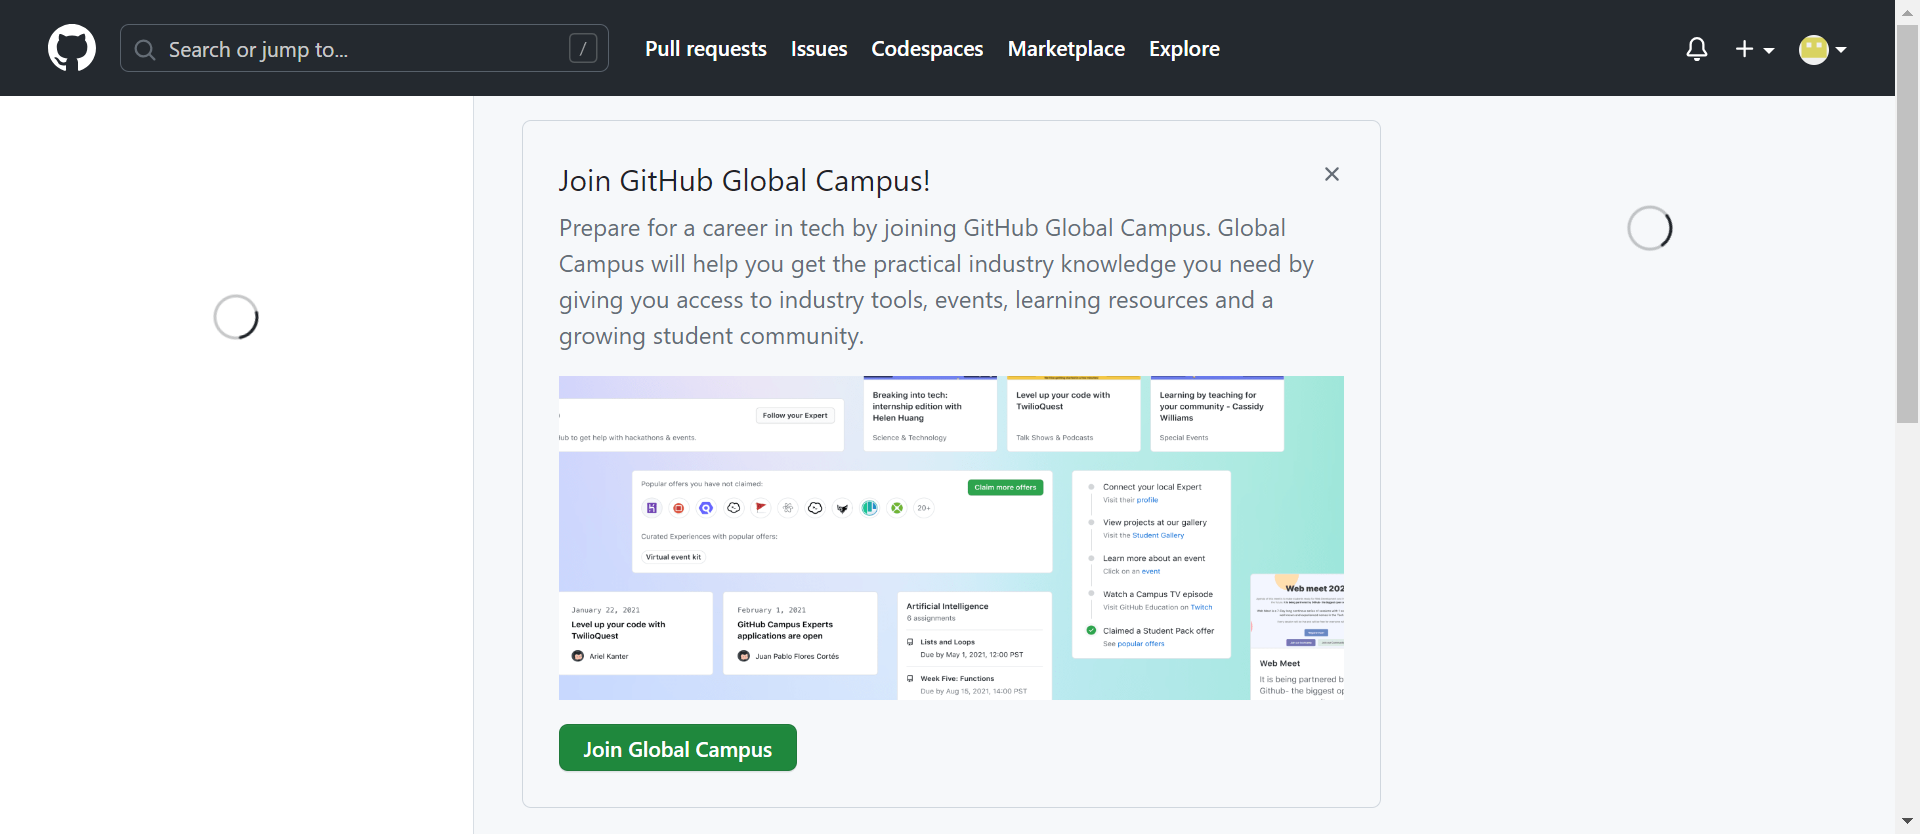 Search or jump to...
/
Pull requests
Issues
Codespaces
Marketplace
Explore
Join GitHub Global Campus!
Prepare for a career in tech by joining GitHub Global Campus. Global
Campus will help you get the practical industry knowledge you need by
giving you access to industry tools, events, learning resources and a
growing student community.
Follow your Expert
to get help with hackathons & events.
Breaking into tech:
internship edition with
Helen Huang
Science & Technology
Level up your code with
TwilioQuest
Talk Shows & Podcasts
Learning by teaching for
your community - Cassidy
Williams
Special Events
Popular offers you have not claimed:
Claim more offers
20+
Curated Experiences with popular offers:
Virtual event kit
Connect your local Expert
Visit their profile
View projects at our gallery
Visit the Student Gallery
Learn more about an event
Click on an event
Watch a Campus TV episode
Visit GitHub Education on Twitch
Claimed a Student Pack offer
See popular offers
January 22, 2021
Level up your code with
TwilioQuest
Ariel Kanter
February 1, 2021
GitHub Campus Experts
applications are open
Juan Pablo Flores Cortés
Artificial Intelligence
6 assignments
Lists and Loops
Due by May 1, 2021, 12:00 PST
Week Five: Functions
Due by Aug 15, 2021, 14:00 PST
Web meet 202
Web Meet
It is being partnered b
Github- the biggest op
Join Global Campus